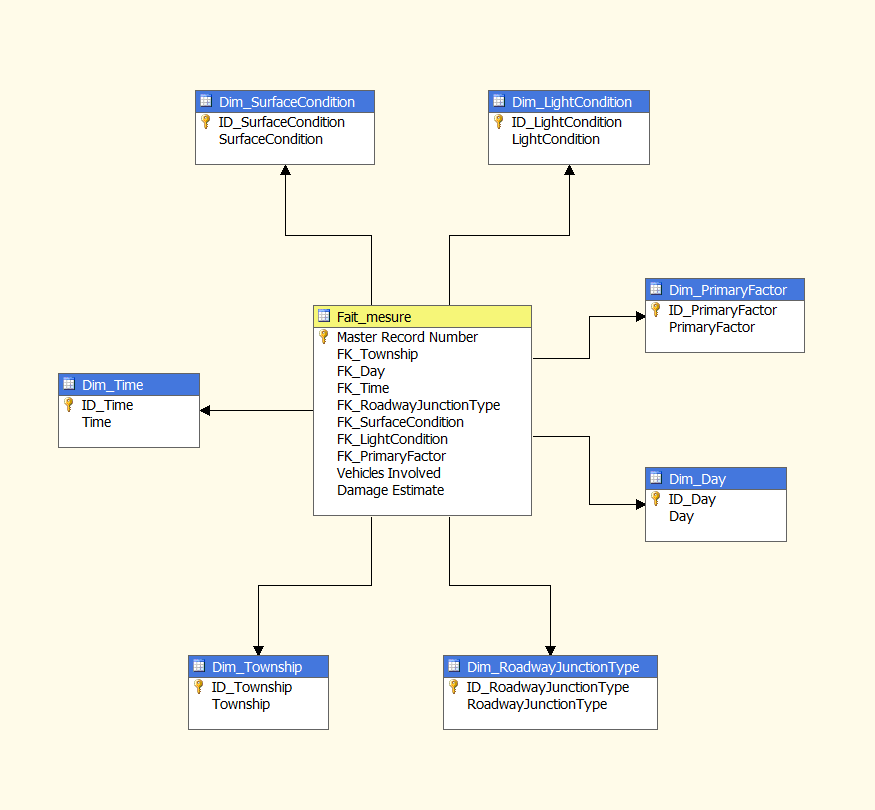 Dim_SurfaceCondition
ID_SurfaceCondition
SurfaceCondition
Dim_LightCondition
ID_LightCondition
LightCondition
Dim_PrimaryFactor
ID_PrimaryFactor
PrimaryFactor
Fait_mesure
Master Record Number
FK_Township
FK_Day
FK_Time
FK_RoadwayJunctionType
FK_SurfaceCondition
FK_LightCondition
FK_PrimaryFactor
Vehicles Involved
Damage Estimate
Dim_Time
ID_Time
Time
Dim_Day
ID_Day
Day
Dim_Township
ID_Township
Township
Dim_RoadwayJunctionType
ID_RoadwayJunctionType
RoadwayJunctionType